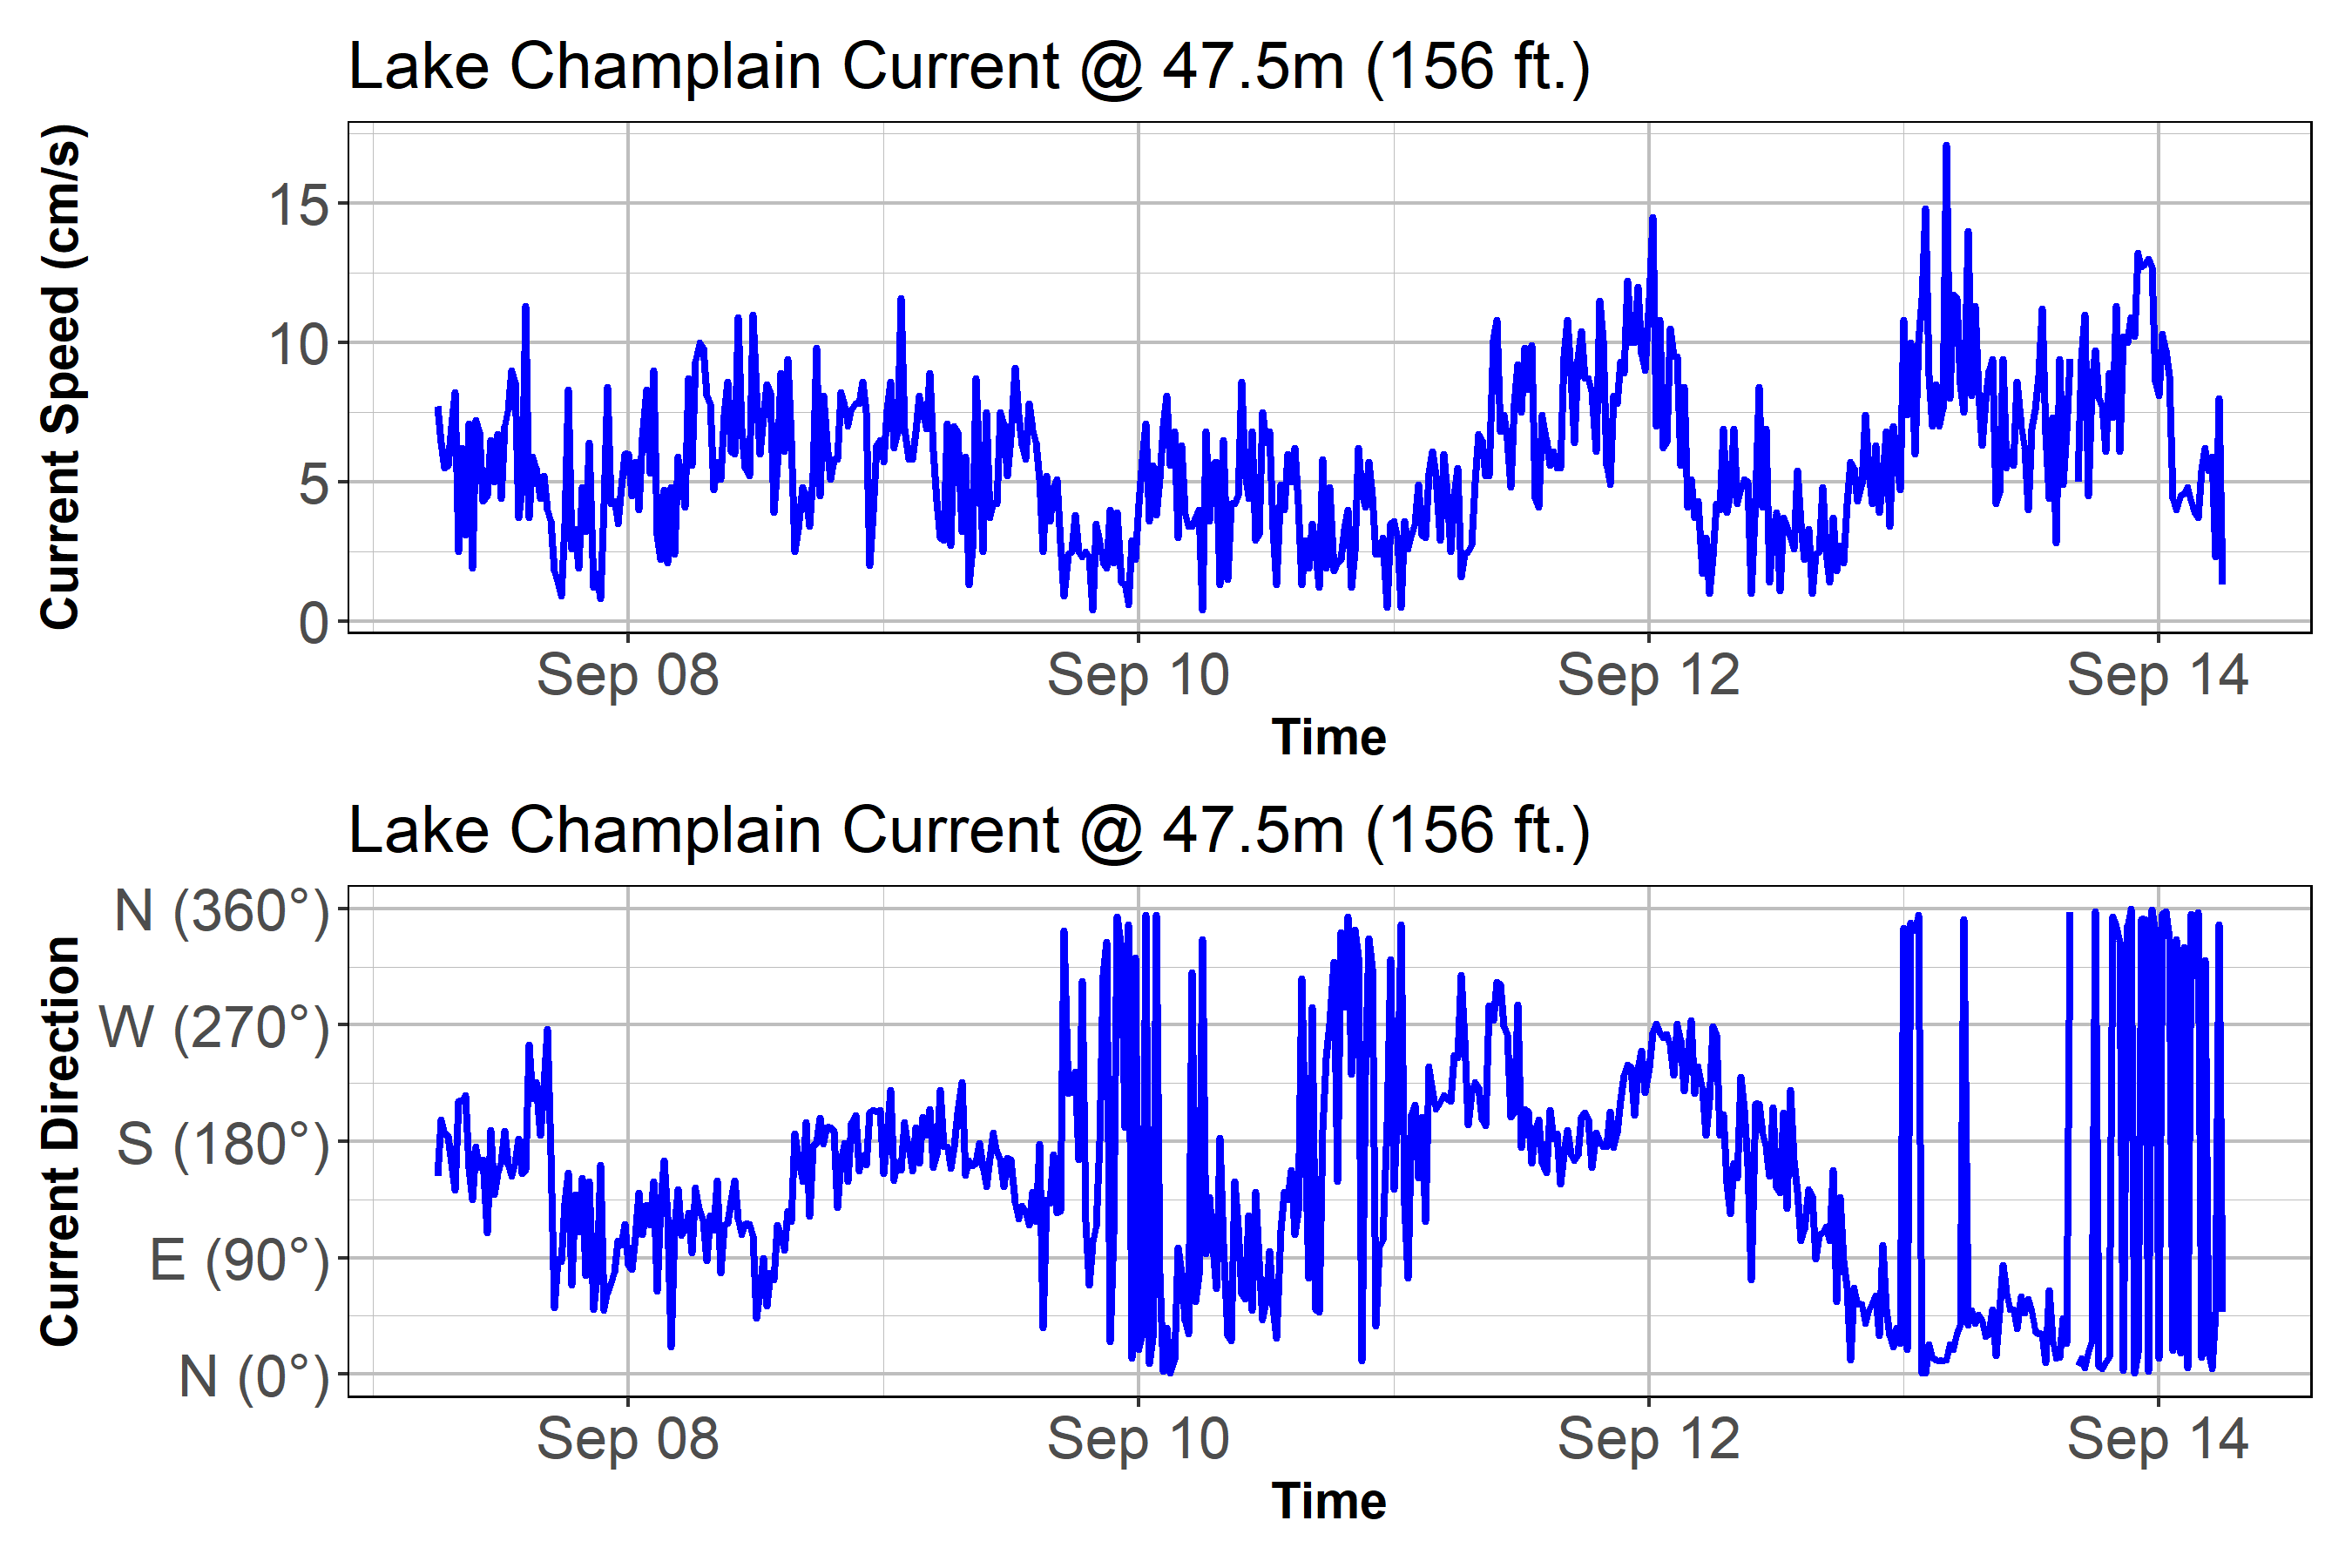 Lake Champlain Current @ 47.5m (156 ft.)
Current Speed (cm/s)
15
10
5
0
Sep 08 Sep 10 Sep 12 Sep 14
Time
Lake Champlain Current @ 47.5m (156 ft.)
Current Direction
N (360°)
W (270°)
S (180°)
E (90°)
N (0°)
Sep 08 Sep 10 Sep 12 Sep 14
Time